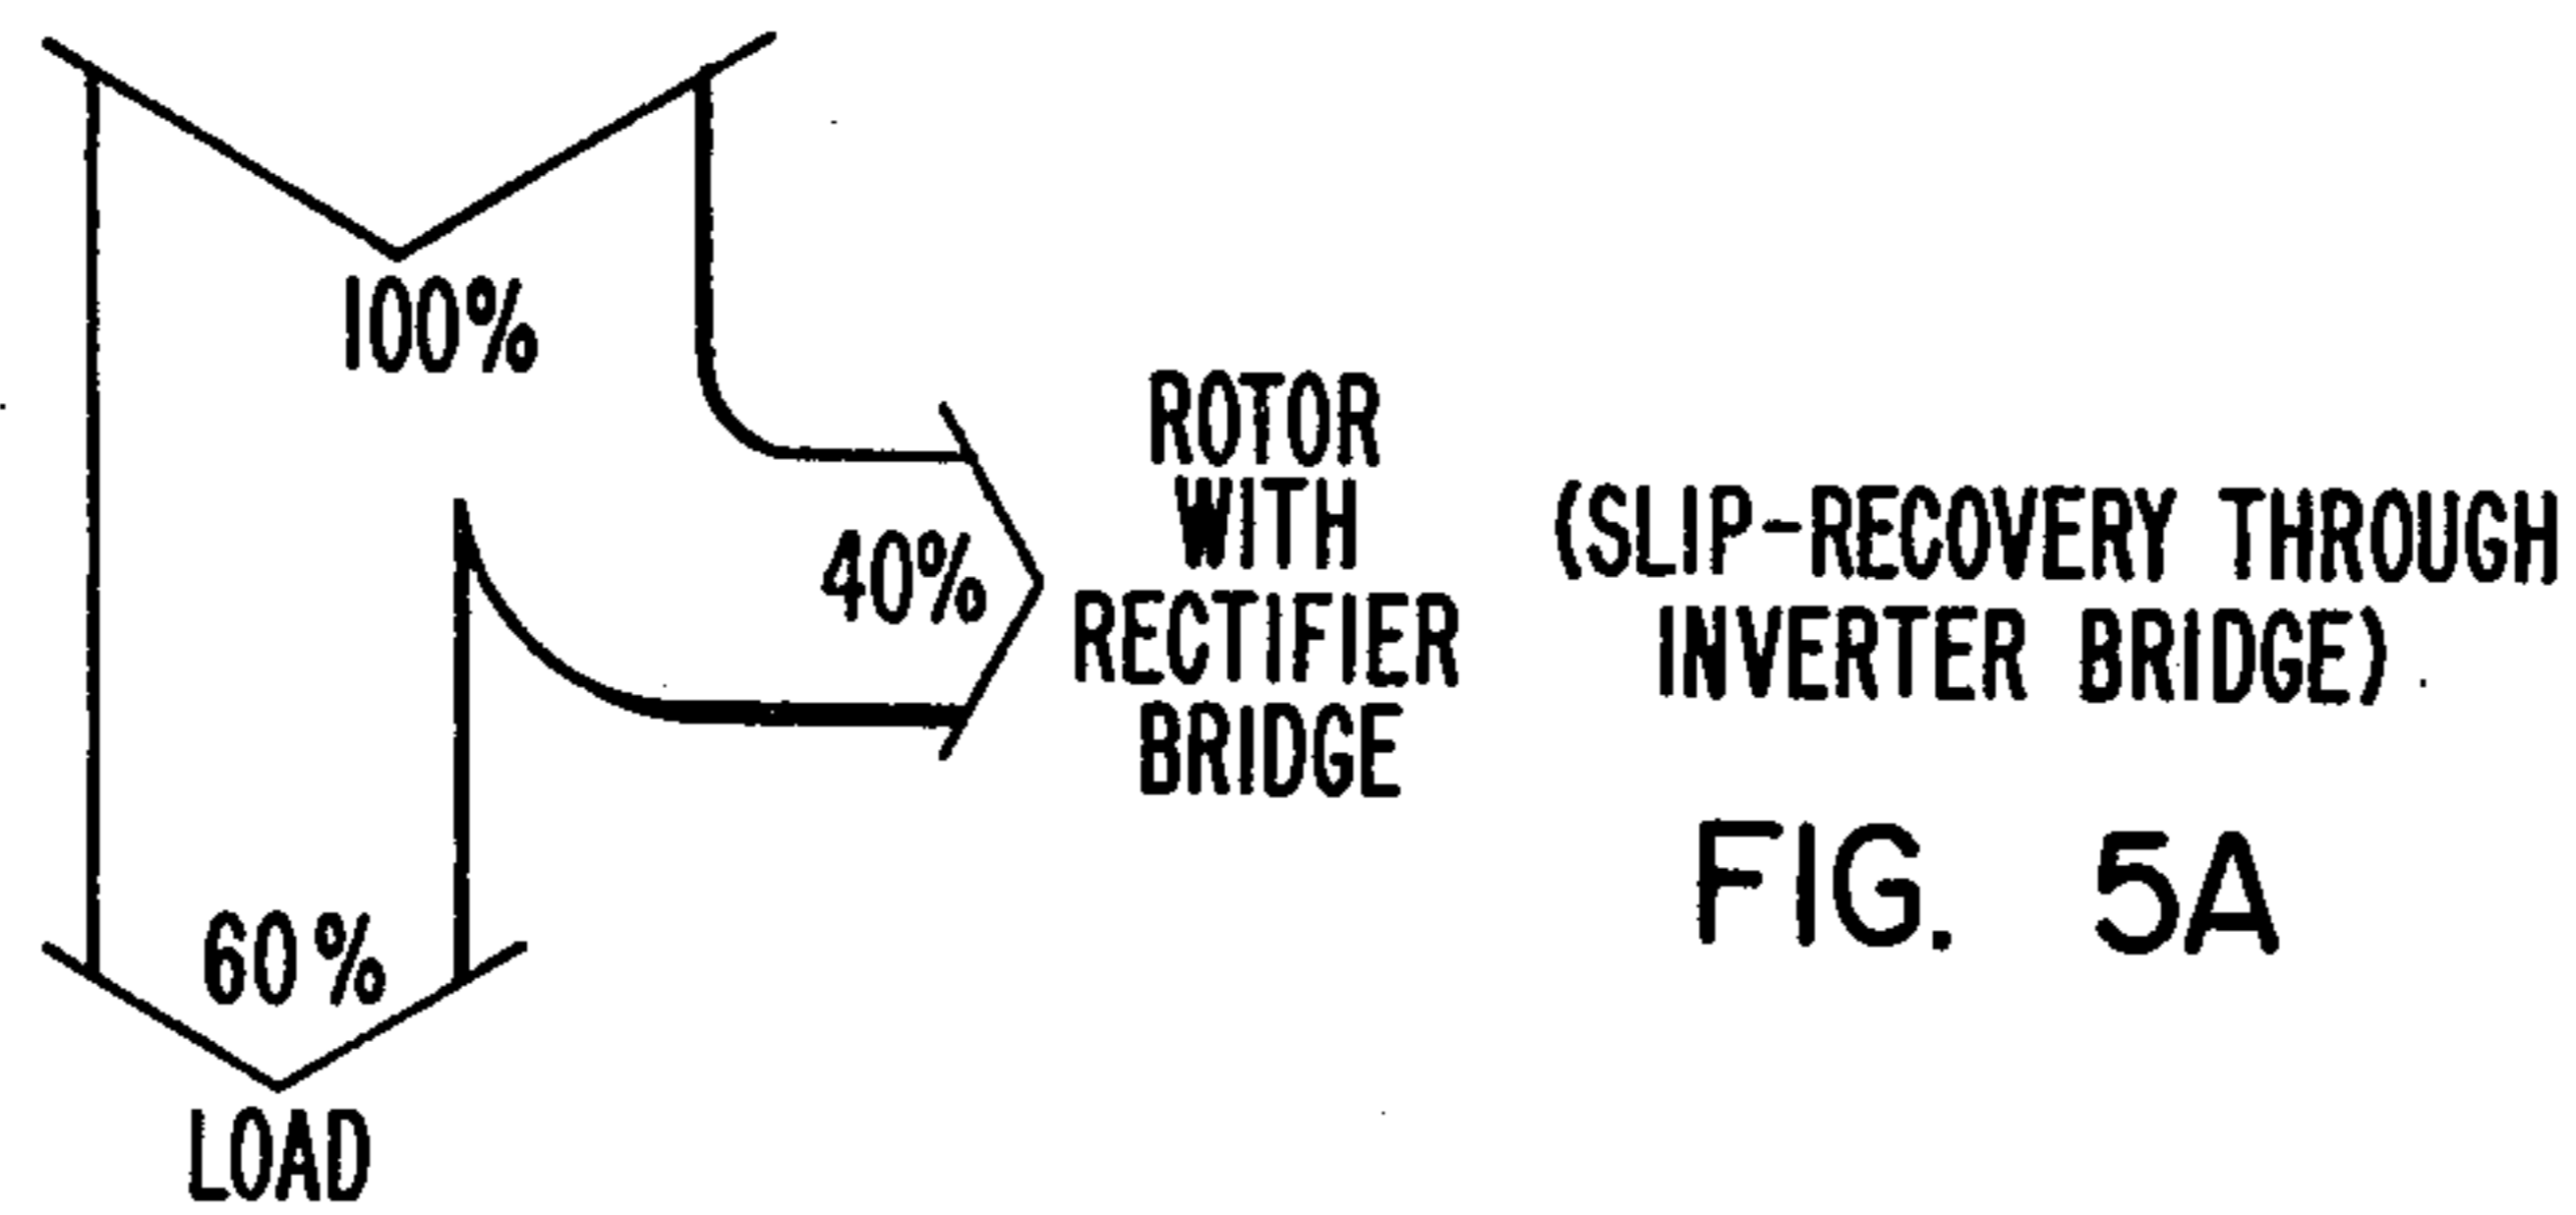 100%
40%
ROTOR
WITH
RECTIFIER
BRIDGE
(SLIP-RECOVERY THROUGH
INVERTER BRIDGE)
60%
LOAD
FIG. 5A